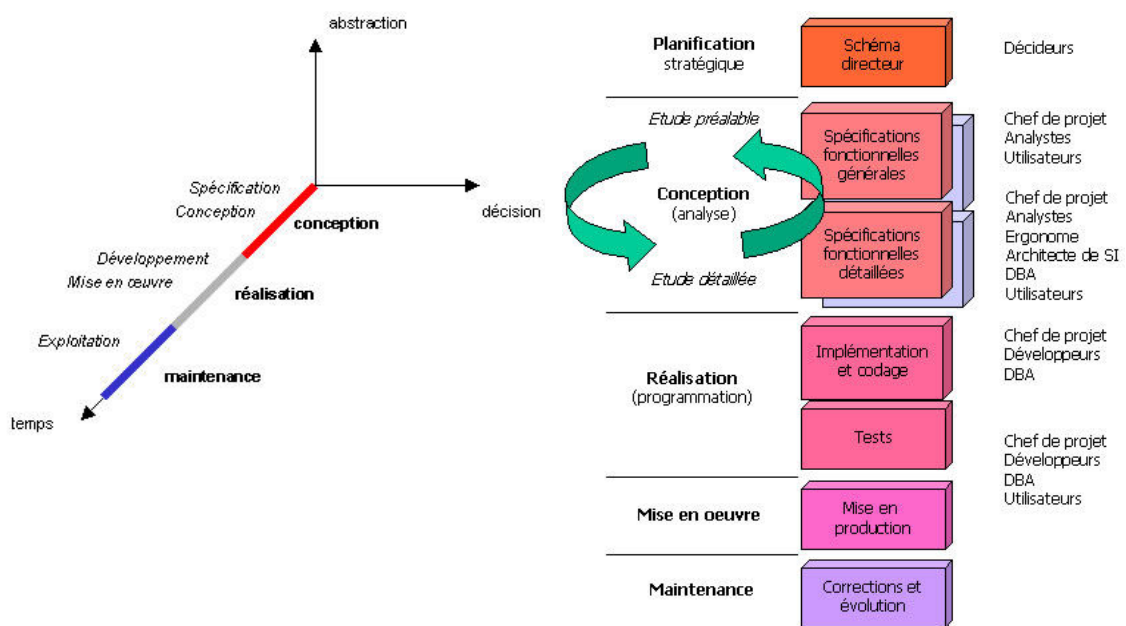 abstraction
Spécification
Conception
décision
conception
Développement
Mise en œuvre
réalisation
Exploitation
maintenance
temps
Planification
stratégique
Schéma
directeur
Décideurs
Etude préalable
Spécifications
fonctionnelles
générales
Chef de projet
Analystes
Utilisateurs
Conception
(analyse)
Etude détaillée
Spécifications
fonctionnelles
détaillées
Chef de projet
Analystes
Ergonome
Architecte de SI
DBA
Utilisateurs
Réalisation
(programmation)
Implémentation
et codage
Chef de projet
Développeurs
DBA
Tests
Chef de projet
Développeurs
DBA
Utilisateurs
Mise en oeuvre
Mise en
production
Maintenance
Corrections et
évolution